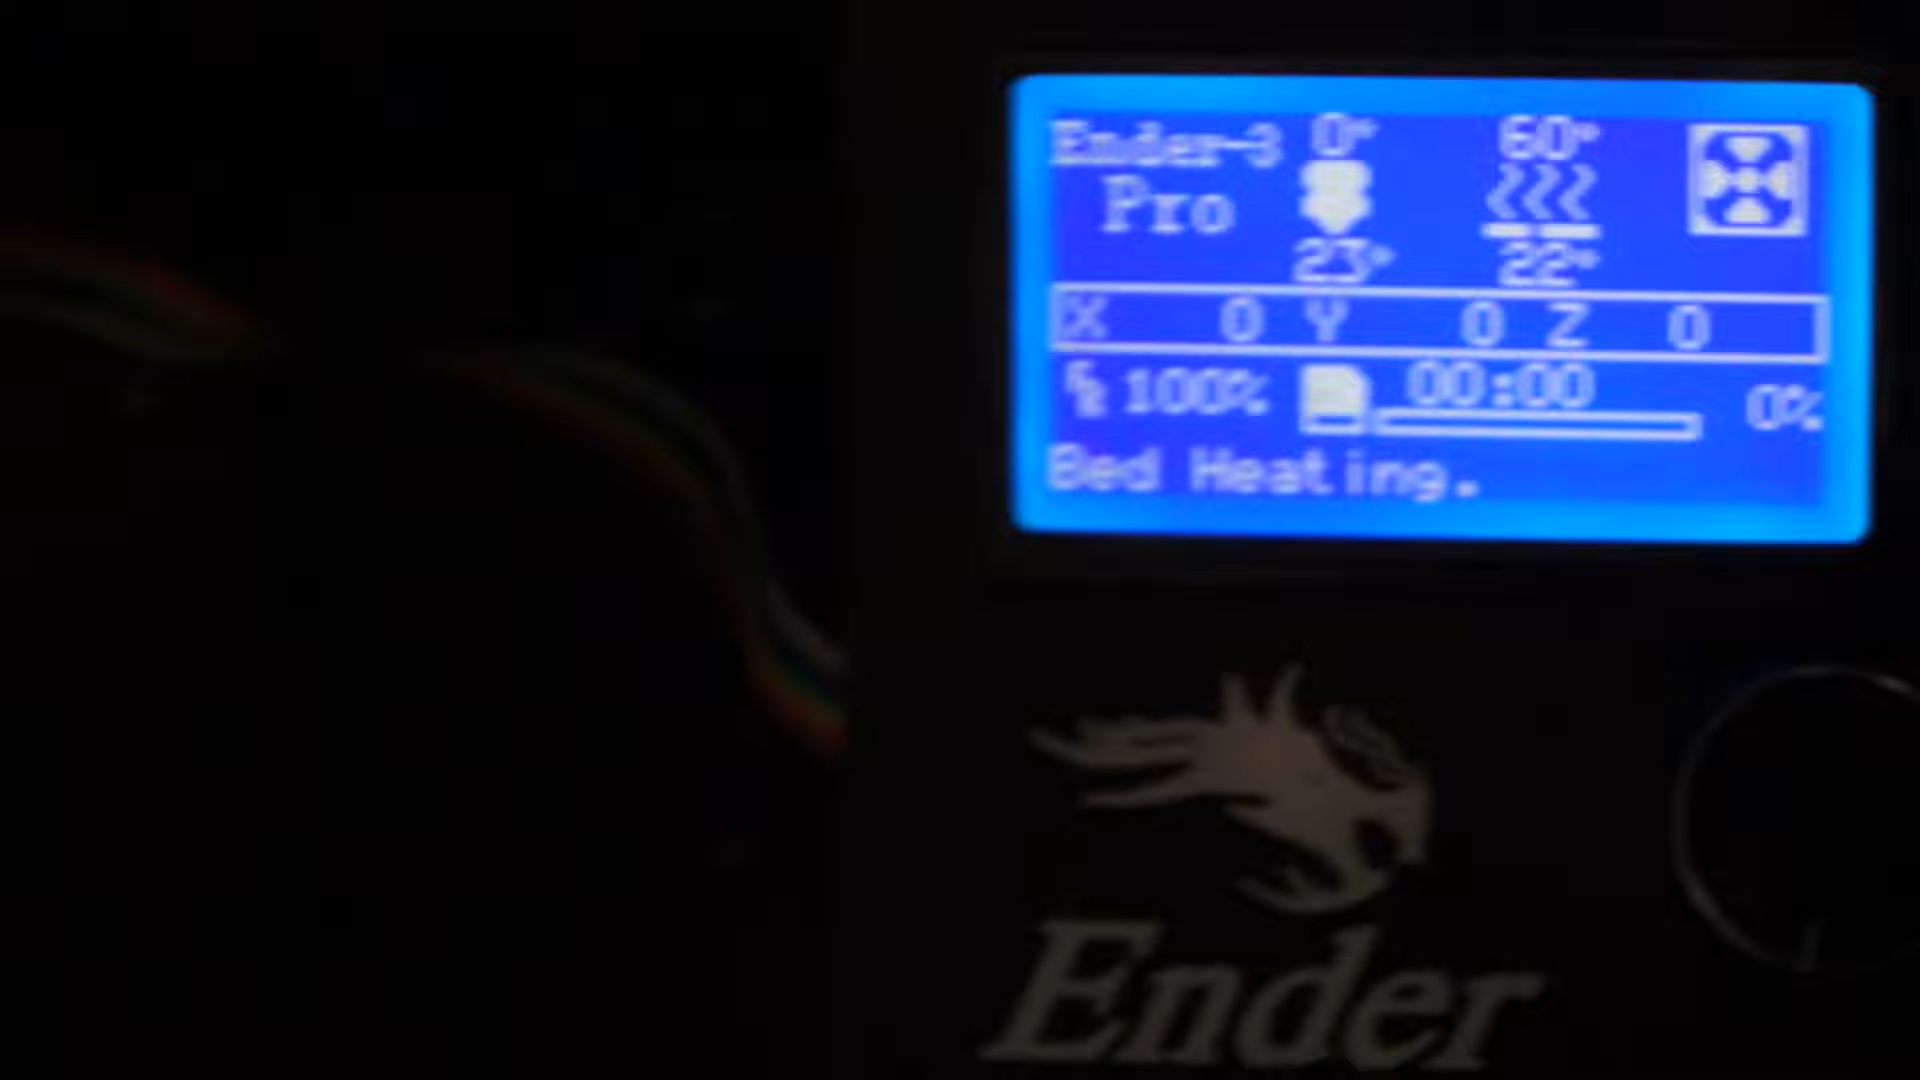 Ender-3 0° 60°
Pro
23° 22°
X 0 Y 0 Z 0
100% 00:00 0%
Bed Heating.
Ender